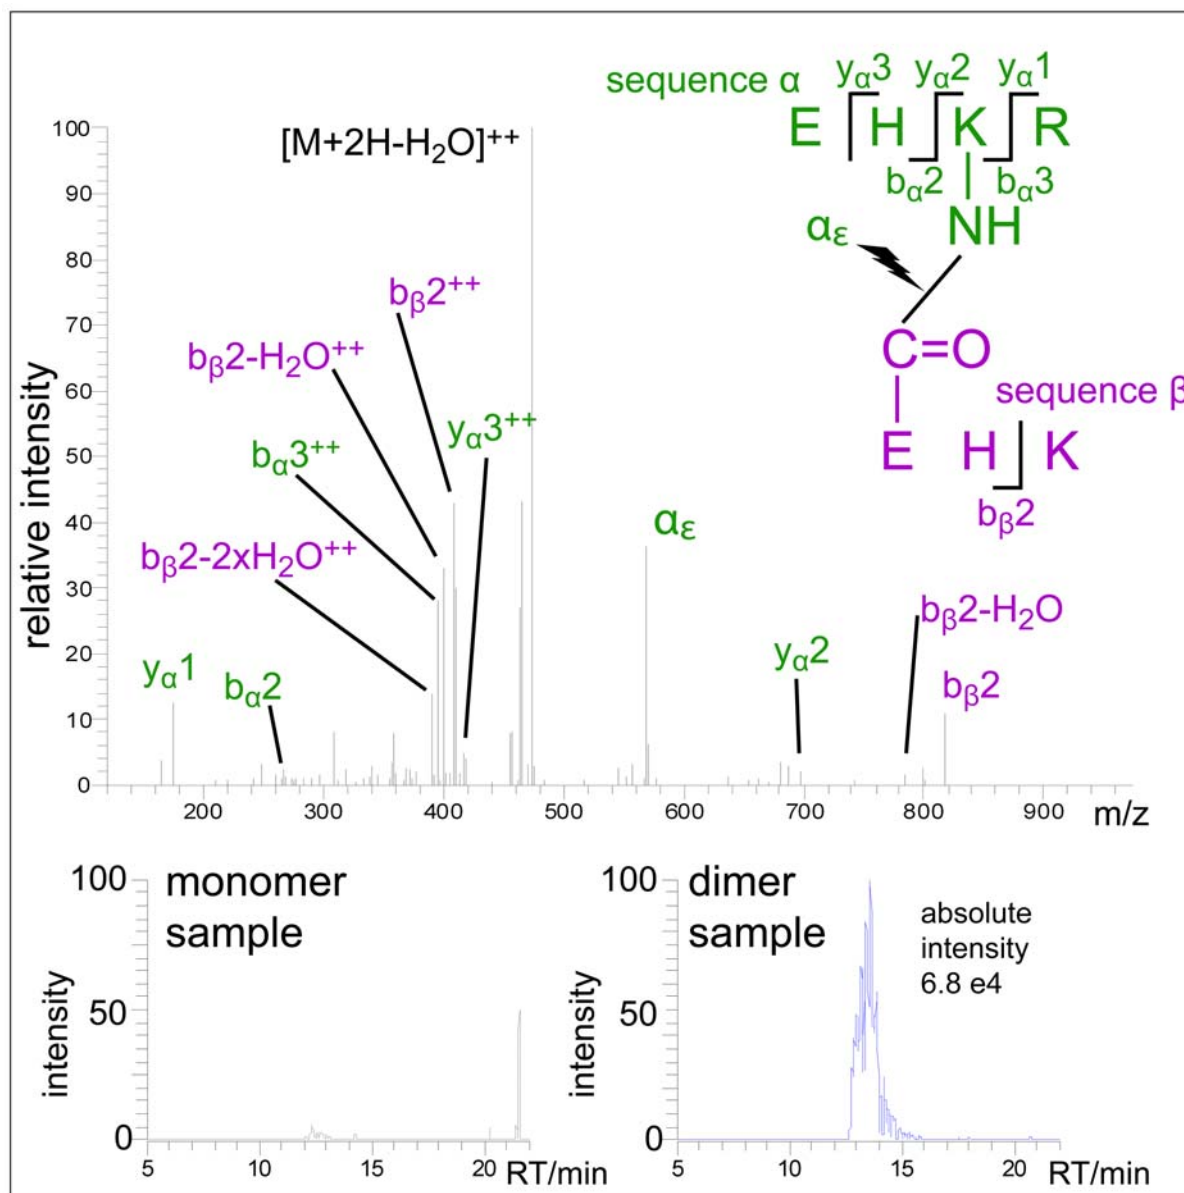 sequence α
yα3 yα2 yα1
E H K R
bα2 bα3
NH
αε
C=O
sequence β
E H K
bβ2
relative intensity
100
90
80
70
60
50
40
30
20
10
0
[M+2H-H₂O]⁺⁺
bβ2⁺⁺
bβ2-H₂O⁺⁺
yα3⁺⁺
bα3⁺⁺
bβ2-2xH₂O⁺⁺
αε
bβ2-H₂O
yα2
bβ2
yα1
bα2
200 300 400 500 600 700 800 900 m/z
monomer
sample
intensity
100
50
0
5 10 15 20 RT/min
dimer
sample
absolute
intensity
6.8 e4
intensity
100
50
0
5 10 15 20 RT/min